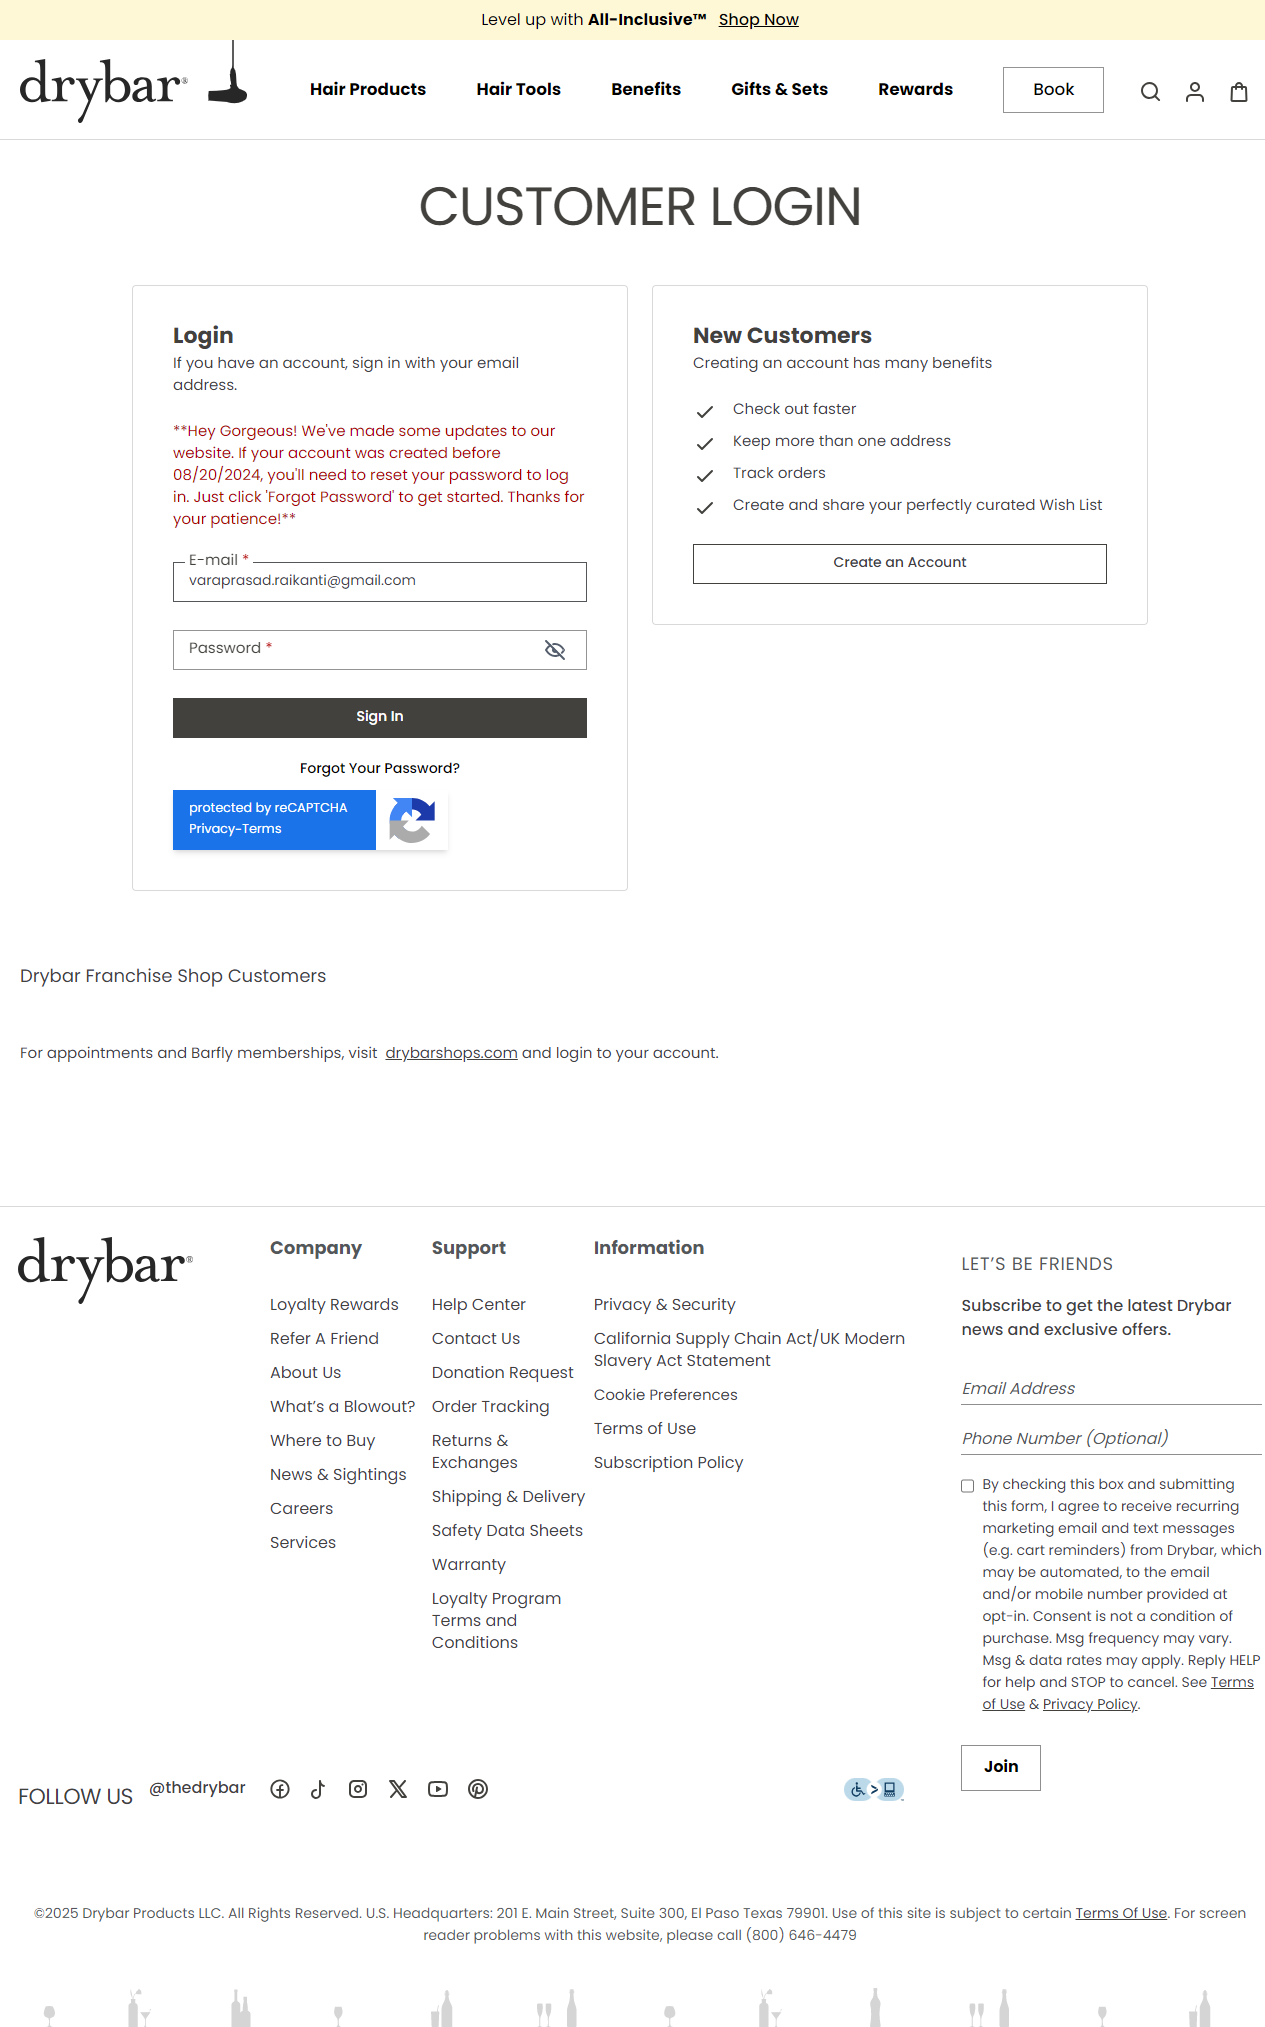 Level up with All-Inclusive™ Shop Now
drybar®
Hair Products Hair Tools Benefits Gifts & Sets Rewards Book
CUSTOMER LOGIN
Login
If you have an account, sign in with your email
address.
**Hey Gorgeous! We've made some updates to our
website. If your account was created before
08/20/2024, you'll need to reset your password to log
in. Just click 'Forgot Password' to get started. Thanks for
your patience!**
E-mail *
varaprasad.raikanti@gmail.com
Password *
Sign In
Forgot Your Password?
protected by reCAPTCHA
Privacy-Terms
New Customers
Creating an account has many benefits
Check out faster
Keep more than one address
Track orders
Create and share your perfectly curated Wish List
Create an Account
Drybar Franchise Shop Customers
For appointments and Barfly memberships, visit drybarshops.com and login to your account.
drybar®
Company
Loyalty Rewards
Refer A Friend
About Us
What's a Blowout?
Where to Buy
News & Sightings
Careers
Services
Support
Help Center
Contact Us
Donation Request
Order Tracking
Returns &
Exchanges
Shipping & Delivery
Safety Data Sheets
Warranty
Loyalty Program
Terms and
Conditions
Information
Privacy & Security
California Supply Chain Act/UK Modern
Slavery Act Statement
Cookie Preferences
Terms of Use
Subscription Policy
LET'S BE FRIENDS
Subscribe to get the latest Drybar
news and exclusive offers.
Email Address
Phone Number (Optional)
By checking this box and submitting
this form, I agree to receive recurring
marketing email and text messages
(e.g. cart reminders) from Drybar, which
may be automated, to the email
and/or mobile number provided at
opt-in. Consent is not a condition of
purchase. Msg frequency may vary.
Msg & data rates may apply. Reply HELP
for help and STOP to cancel. See Terms
of Use & Privacy Policy.
Join
FOLLOW US @thedrybar
©2025 Drybar Products LLC. All Rights Reserved. U.S. Headquarters: 201 E. Main Street, Suite 300, El Paso Texas 79901. Use of this site is subject to certain Terms Of Use. For screen
reader problems with this website, please call (800) 646-4479